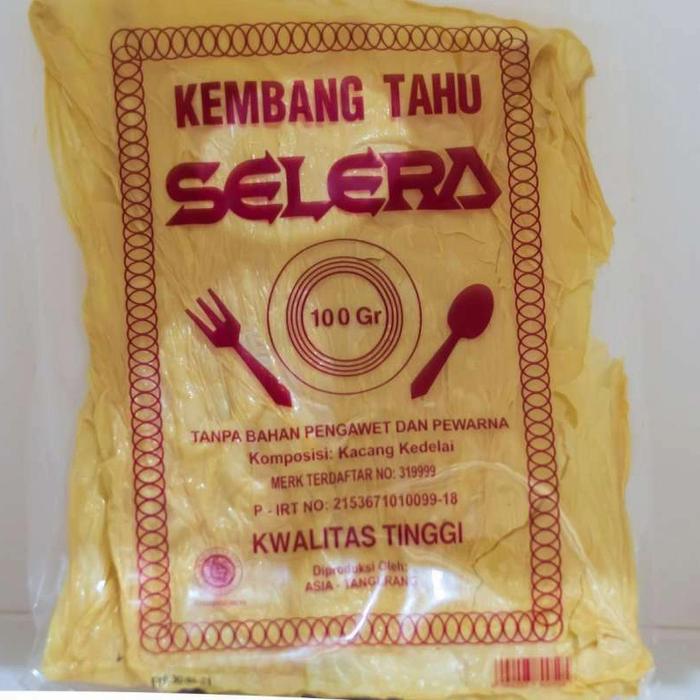 KEMBANG TAHU
SELERA
100 Gr
TANPA BAHAN PENGAWET DAN PEWARNA
Komposisi: Kacang Kedelai
MERK TERDAFTAR NO: 319999
P - IRT NO: 2153671010099-18
KWALITAS TINGGI
Diproduksi Oleh:
ASIA - TANGERANG